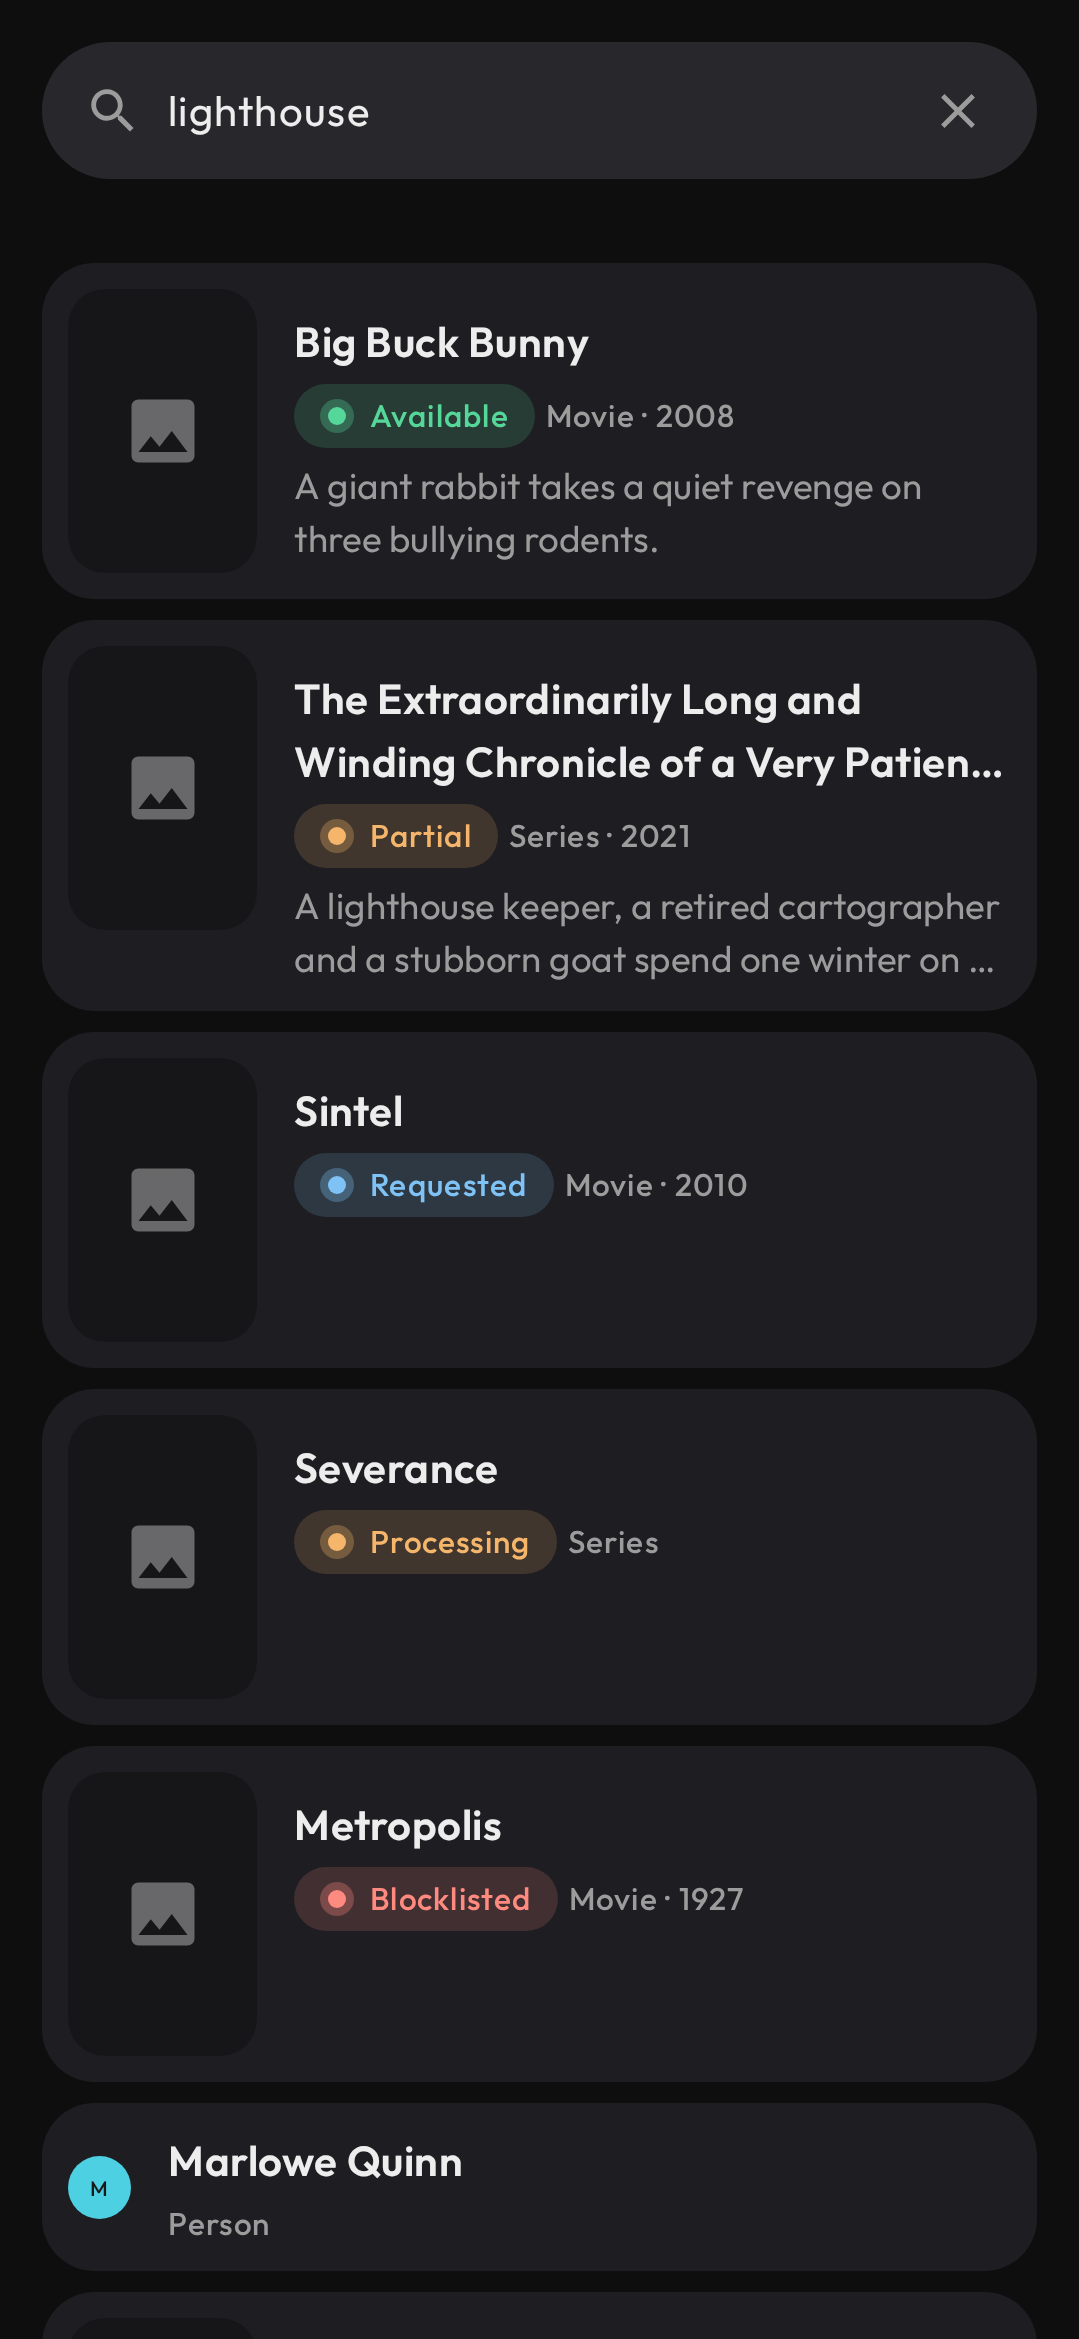 lighthouse
Big Buck Bunny
Available Movie · 2008
A giant rabbit takes a quiet revenge on
three bullying rodents.
The Extraordinarily Long and
Winding Chronicle of a Very Patien...
Partial Series · 2021
A lighthouse keeper, a retired cartographer
and a stubborn goat spend one winter on ...
Sintel
Requested Movie · 2010
Severance
Processing Series
Metropolis
Blocklisted Movie · 1927
M
Marlowe Quinn
Person